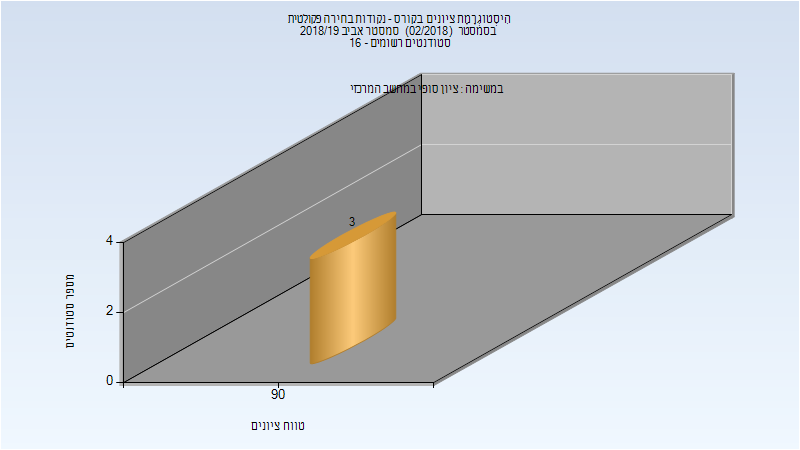 היסטוגרמת ציונים בקורס - נקודות בחירה פקולטית
בסמסטר (02/2018) סמסטר אביב 2018/19
סטודנטים רשומים - 16
במשימה : ציון סופי במחשב המרכזי
3
4
2
0
מספר סטודנטים
90
טווח ציונים